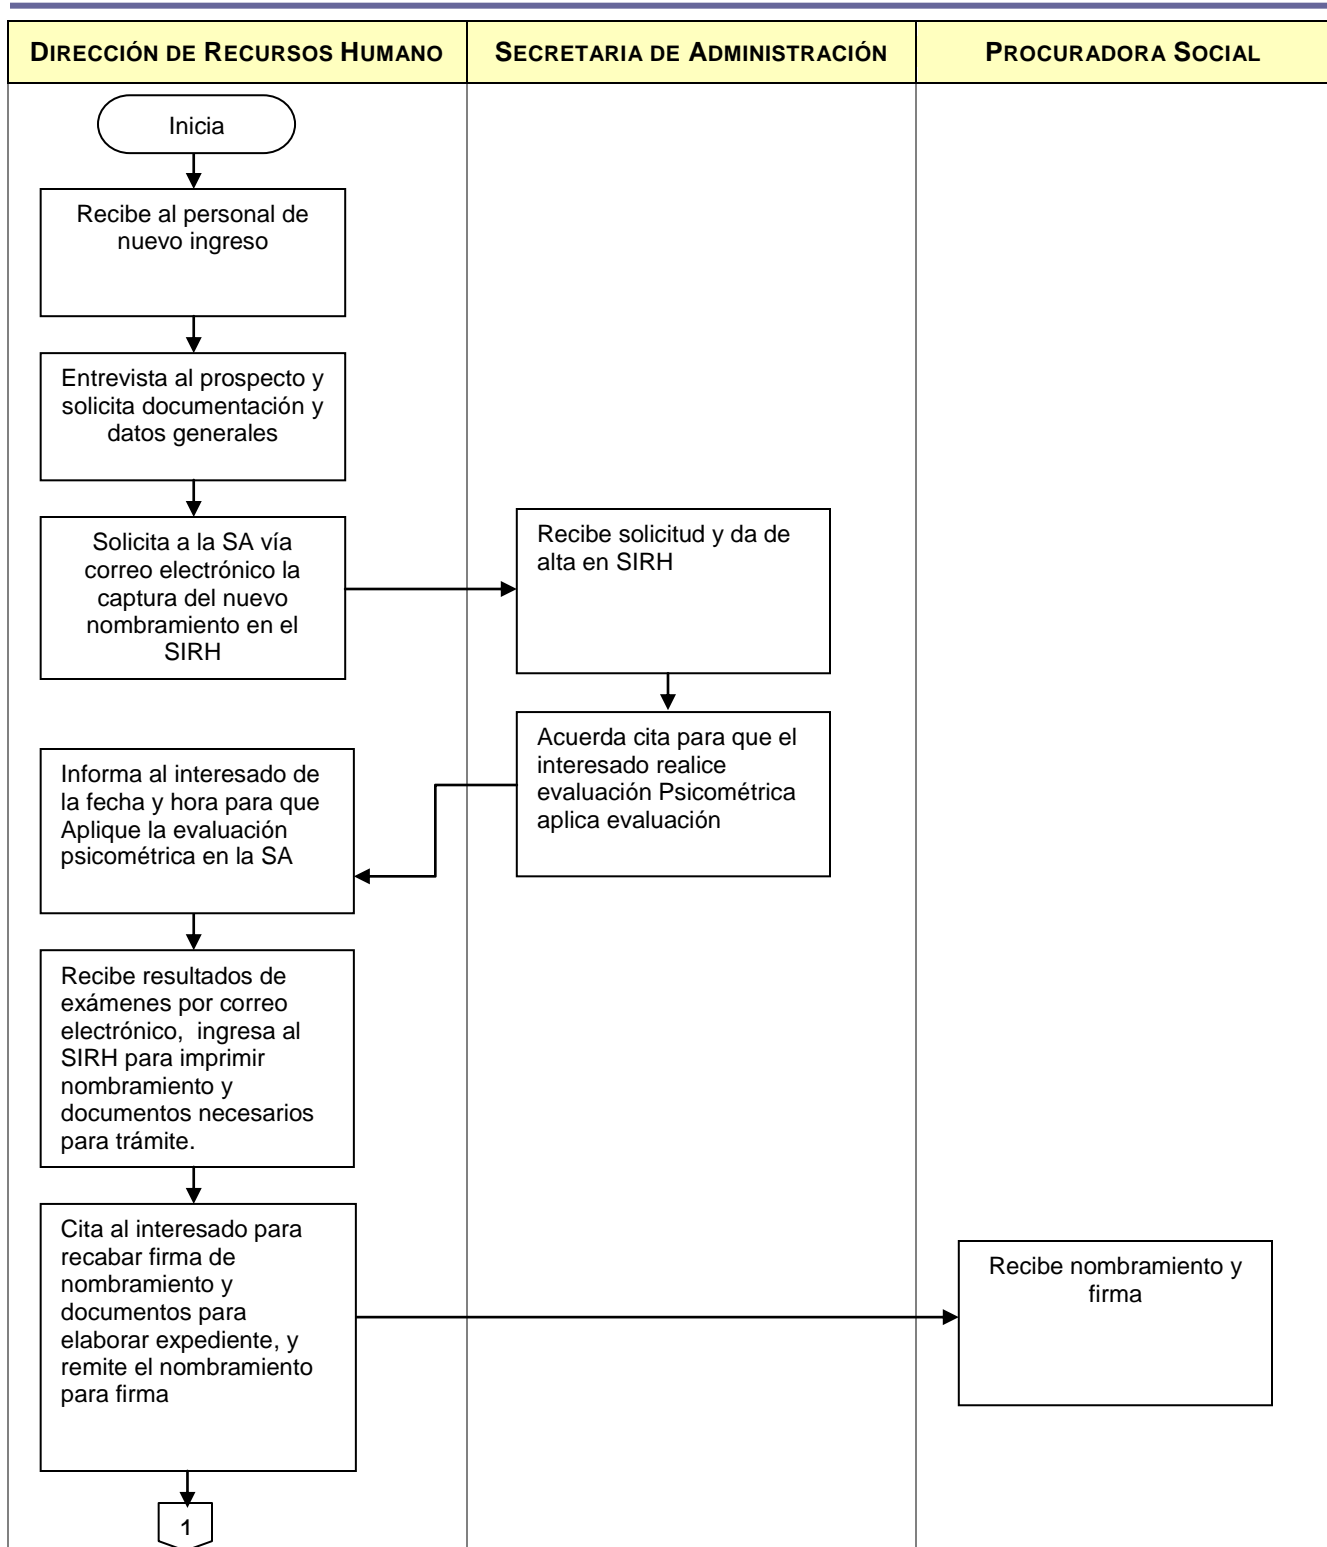 DIRECCIÓN DE RECURSOS HUMANO
SECRETARIA DE ADMINISTRACIÓN
PROCURADORA SOCIAL
Inicia
Recibe al personal de
nuevo ingreso
Entrevista al prospecto y
solicita documentación y
datos generales
Solicita a la SA vía
correo electrónico la
captura del nuevo
nombramiento en el
SIRH
Recibe solicitud y da de
alta en SIRH
Acuerda cita para que el
interesado realice
evaluación Psicométrica
aplica evaluación
Informa al interesado de
la fecha y hora para que
Aplique la evaluación
psicométrica en la SA
Recibe resultados de
exámenes por correo
electrónico,  ingresa al
SIRH para imprimir
nombramiento y
documentos necesarios
para trámite.
Cita al interesado para
recabar firma de
nombramiento y
documentos para
elaborar expediente, y
remite el nombramiento
para firma
Recibe nombramiento y
firma
1